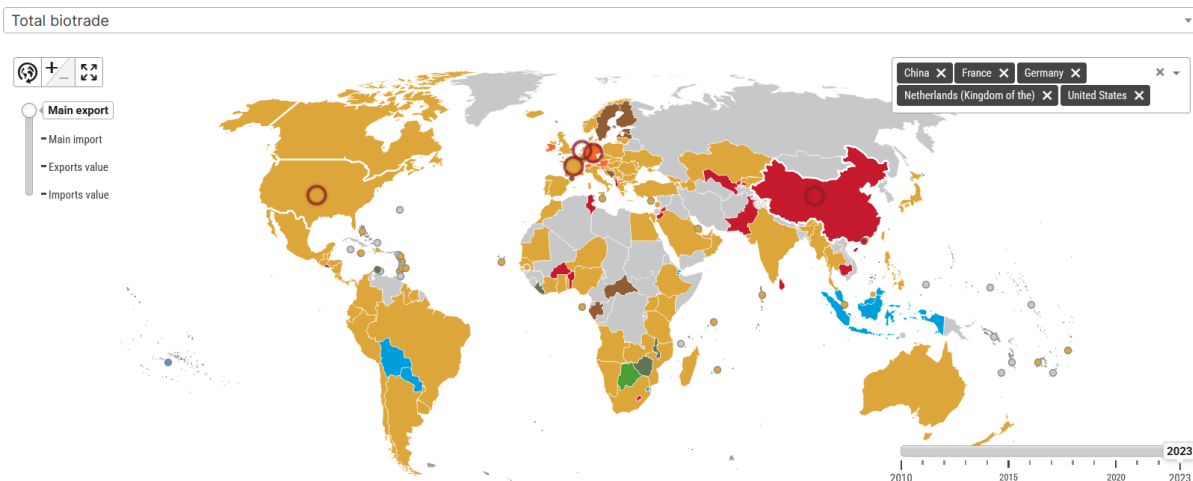 Total biotrade
China × France × Germany ×
Netherlands (Kingdom of the) × United States ×
Main export
Main import
Exports value
Imports value
2023
2010 2015 2020 2023